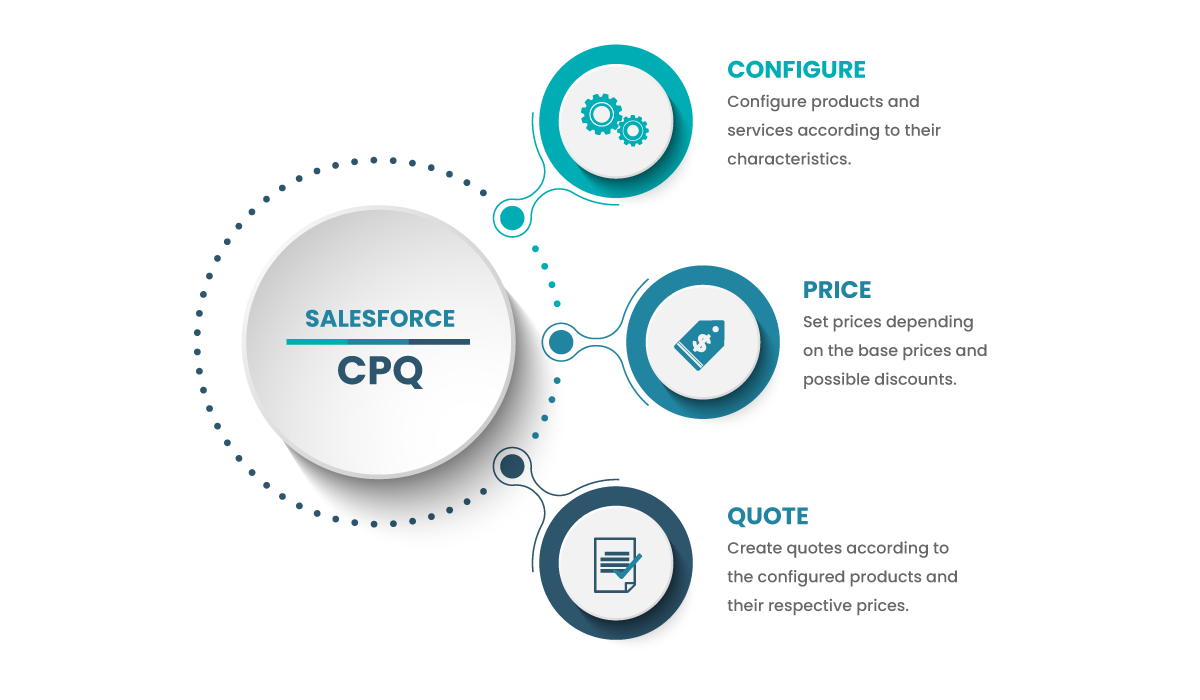 SALESFORCE
CPQ
CONFIGURE
Configure products and
services according to their
characteristics.
PRICE
Set prices depending
on the base prices and
possible discounts.
QUOTE
Create quotes according to
the configured products and
their respective prices.
$